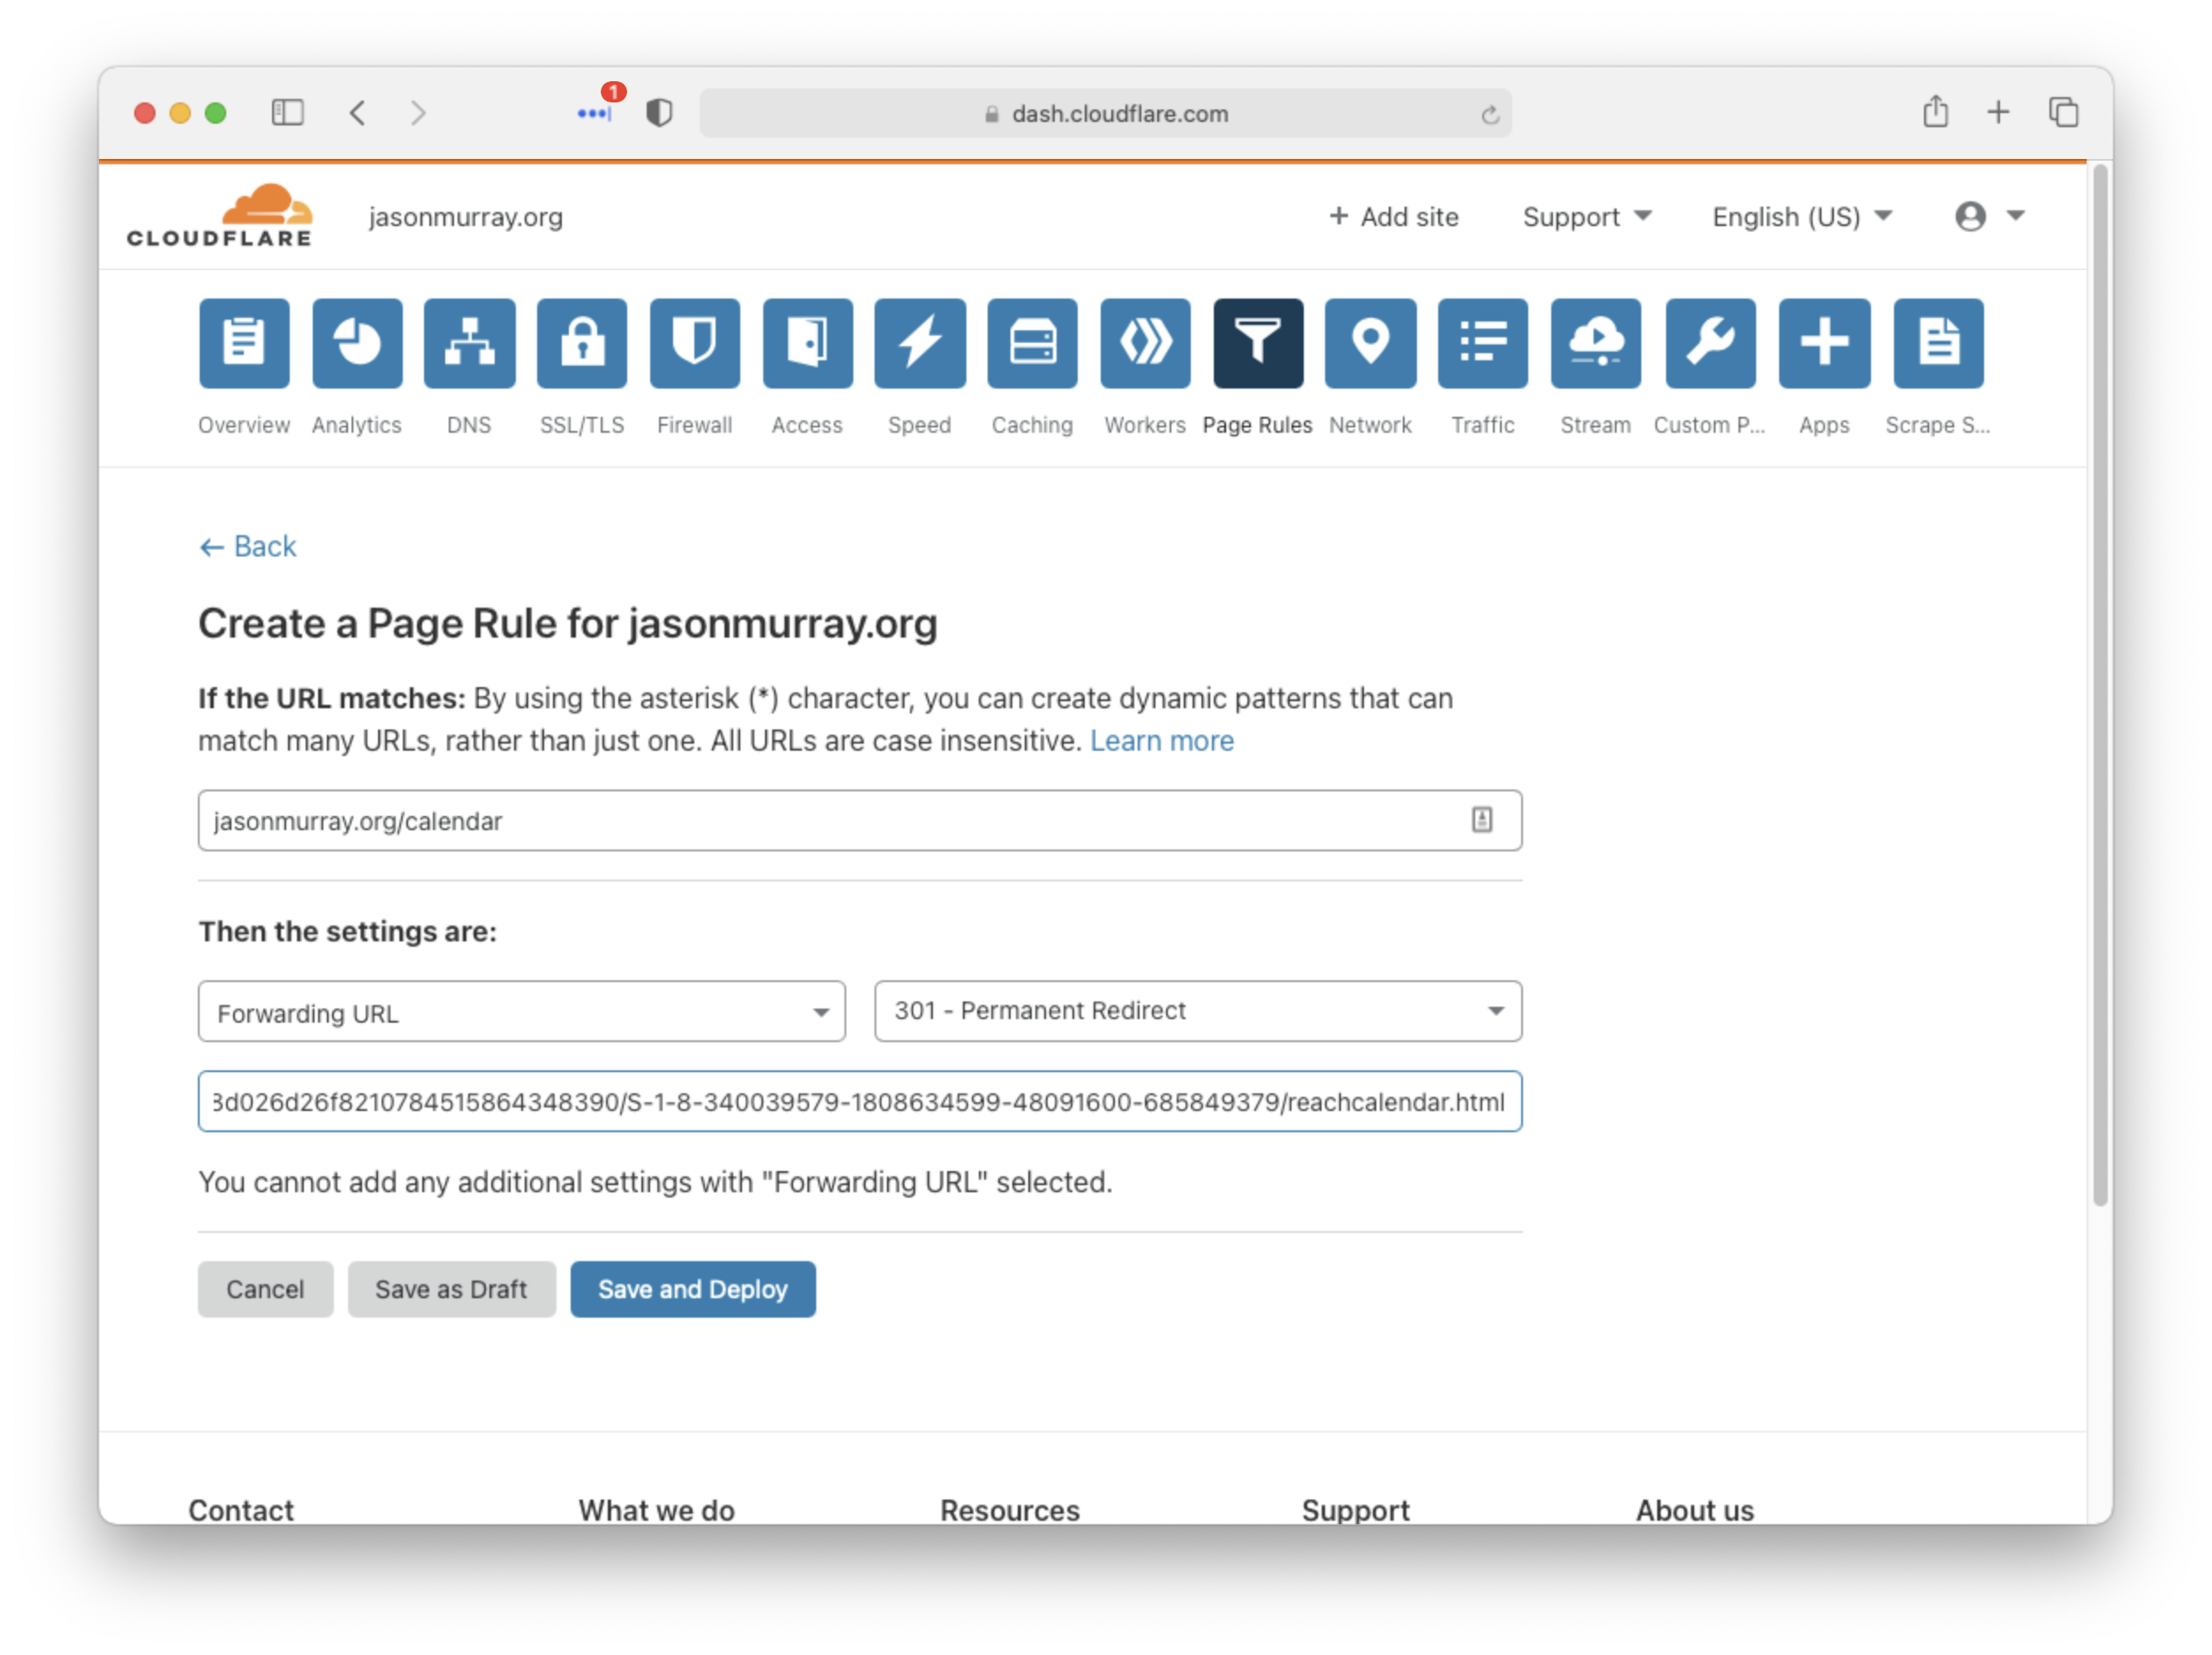 1
dash.cloudflare.com
CLOUDFLARE
jasonmurray.org
+ Add site
Support
English (US)
Overview
Analytics
DNS
SSL/TLS
Firewall
Access
Speed
Caching
Workers
Page Rules
Network
Traffic
Stream
Custom P...
Apps
Scrape S...
← Back
Create a Page Rule for jasonmurray.org
If the URL matches: By using the asterisk (*) character, you can create dynamic patterns that can
match many URLs, rather than just one. All URLs are case insensitive. Learn more
jasonmurray.org/calendar
Then the settings are:
Forwarding URL
301 - Permanent Redirect
3d026d26f8210784515864348390/S-1-8-340039579-1808634599-48091600-685849379/reachcalendar.html
You cannot add any additional settings with "Forwarding URL" selected.
Cancel
Save as Draft
Save and Deploy
Contact
What we do
Resources
Support
About us